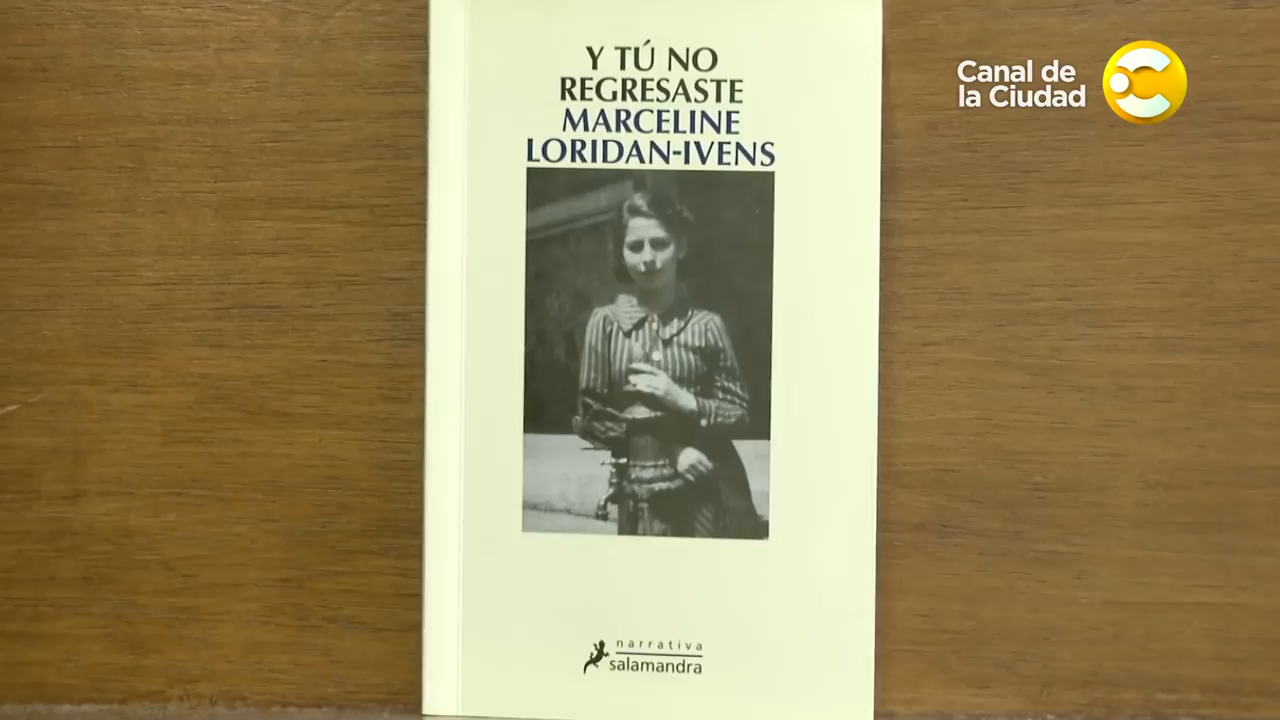 Y TÚ NO
REGRESASTE
MARCELINE
LORIDAN-IVENS
narrativa
salamandra
Canal de
la Ciudad